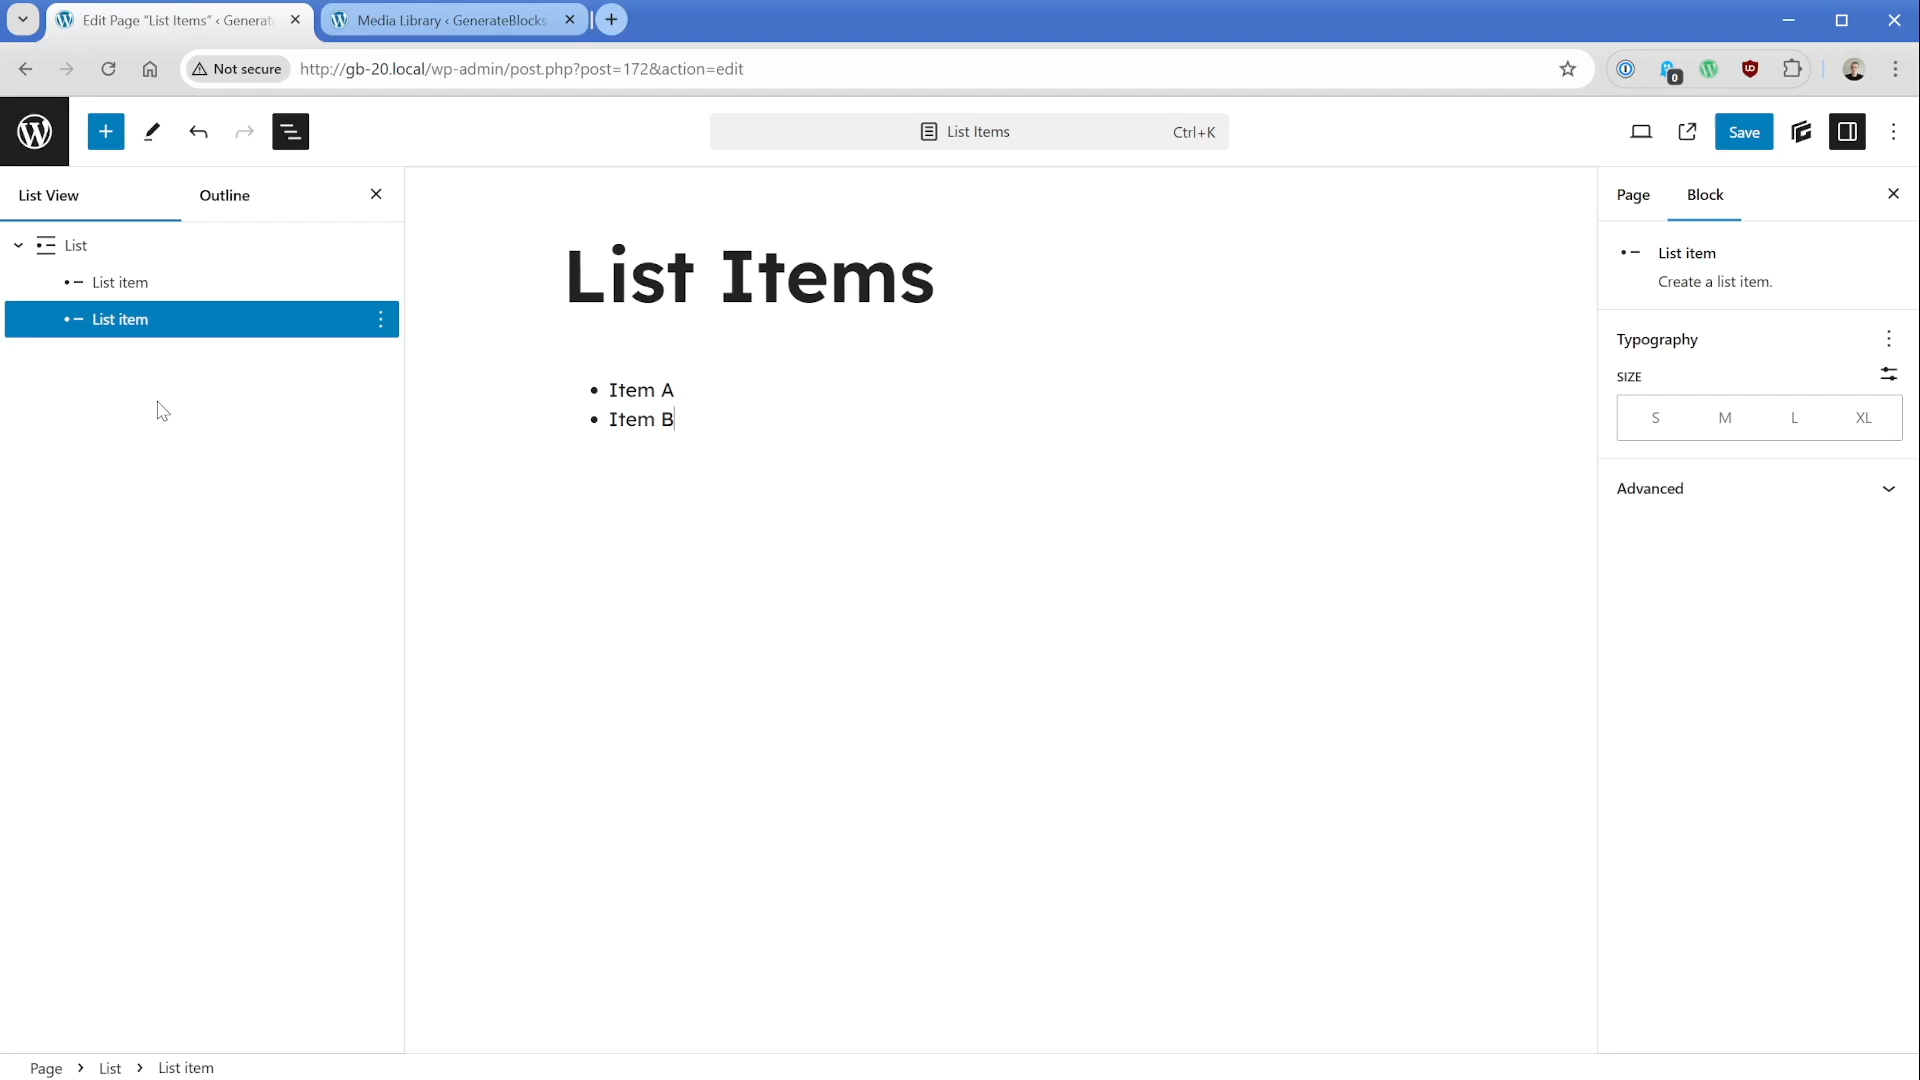 Edit Page “List Items” ‹ Generat
Media Library ‹ GenerateBlocks
Not secure
http://gb-20.local/wp-admin/post.php?post=172&action=edit
0
List Items
Ctrl+K
Save
List View
Outline
Page
Block
List
List item
List item
List Items
Item A
Item B
List item
Create a list item.
Typography
SIZE
S
M
L
XL
Advanced
Page
List
List item